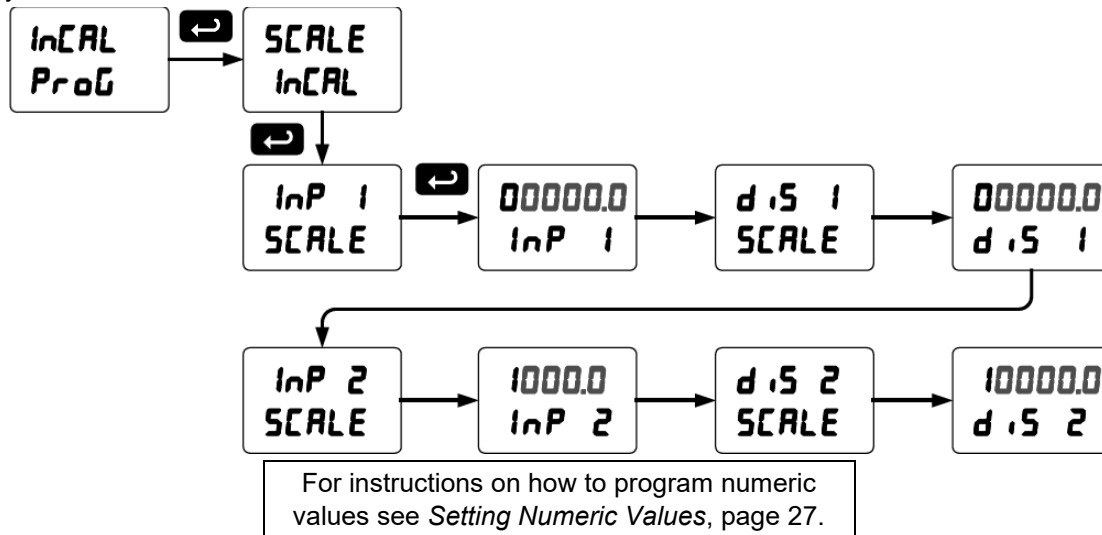 InCAL
ProG
SCALE
InCAL
InP 1
SCALE
00000.0
InP 1
diS 1
SCALE
00000.0
diS 1
InP 2
SCALE
1000.0
InP 2
diS 2
SCALE
10000.0
diS 2
For instructions on how to program numeric
values see Setting Numeric Values, page 27.